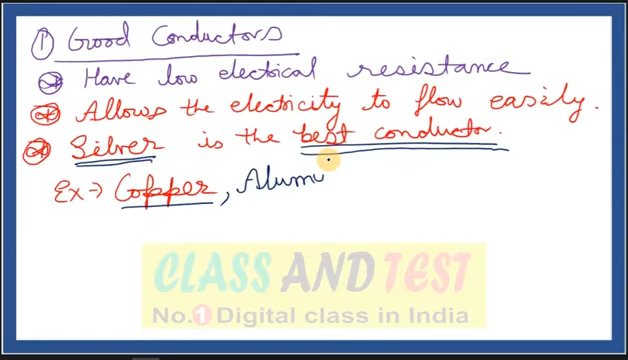 ① Good Conductors
* Have low electrical resistance
* Allows the electricity to flow easily.
* Silver is the best conductor.
Ex → Copper, Alumi
CLASS AND TEST
No.1 Digital class in India